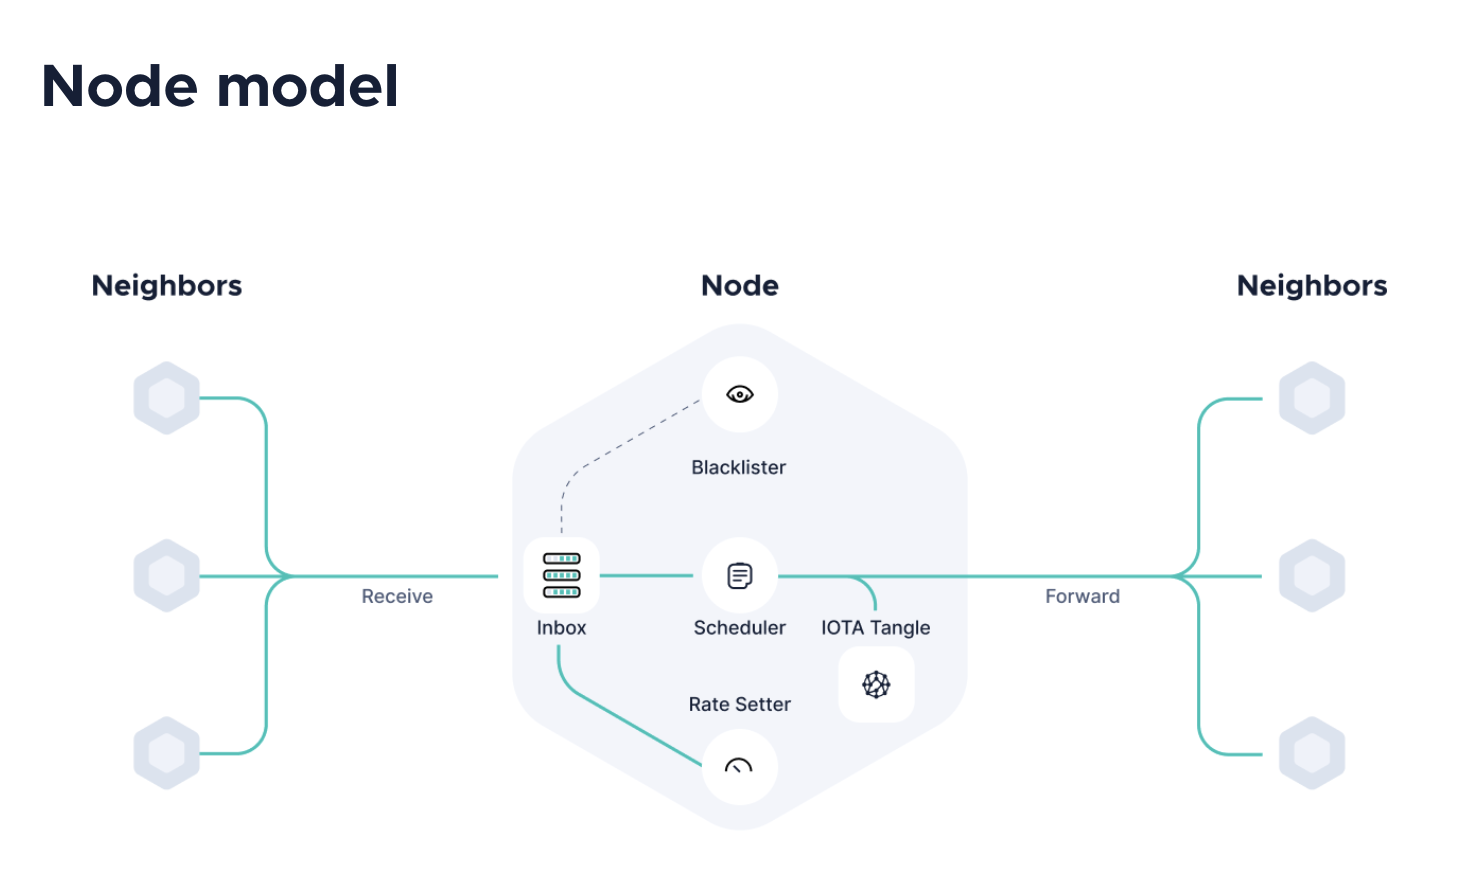 Node model
Neighbors
Node
Neighbors
Blacklister
Receive
Forward
Inbox
Scheduler
IOTA Tangle
Rate Setter